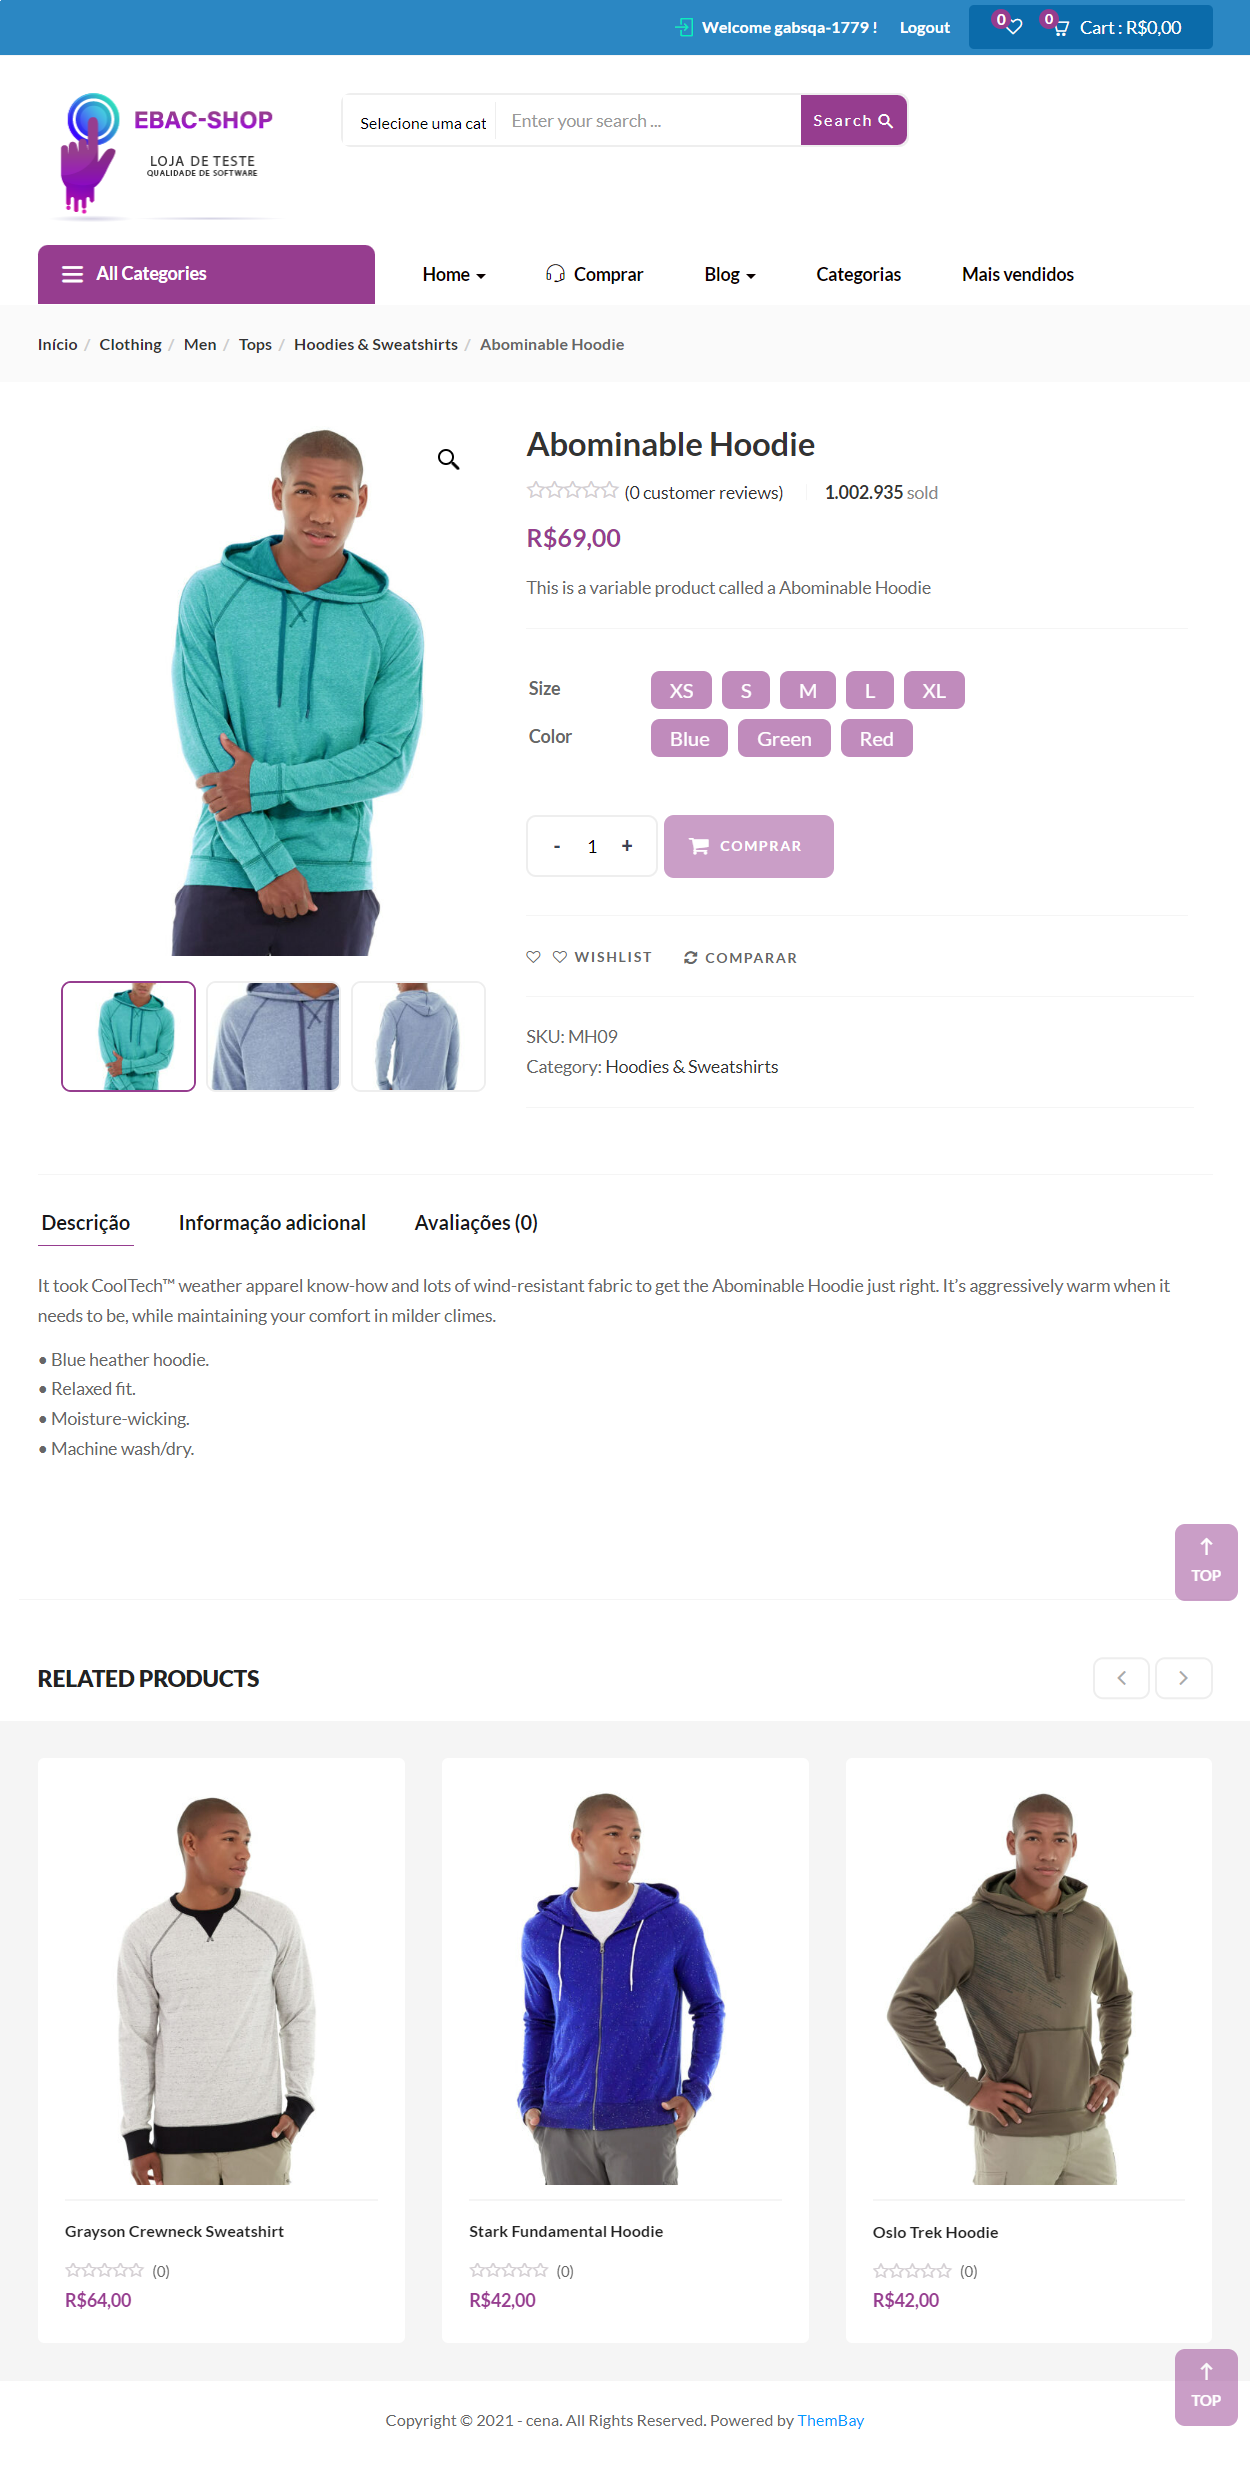 Welcome gabsqa-1779 !
Logout
0
0
Cart : R$0,00
EBAC-SHOP
LOJA DE TESTE
QUALIDADE DE SOFTWARE
Selecione uma cat
Enter your search ...
Search
All Categories
Home
Comprar
Blog
Categorias
Mais vendidos
Início / Clothing / Men / Tops / Hoodies & Sweatshirts / Abominable Hoodie
Abominable Hoodie
(0 customer reviews)
1.002.935 sold
R$69,00
This is a variable product called a Abominable Hoodie
Size
XS
S
M
L
XL
Color
Blue
Green
Red
- 1 +
COMPRAR
WISHLIST
COMPARAR
SKU: MH09
Category: Hoodies & Sweatshirts
Descrição
Informação adicional
Avaliações (0)
It took CoolTech™ weather apparel know-how and lots of wind-resistant fabric to get the Abominable Hoodie just right. It’s aggressively warm when it
needs to be, while maintaining your comfort in milder climes.
• Blue heather hoodie.
• Relaxed fit.
• Moisture-wicking.
• Machine wash/dry.
TOP
RELATED PRODUCTS
Grayson Crewneck Sweatshirt
(0)
R$64,00
Stark Fundamental Hoodie
(0)
R$42,00
Oslo Trek Hoodie
(0)
R$42,00
TOP
Copyright © 2021 - cena. All Rights Reserved. Powered by ThemBay